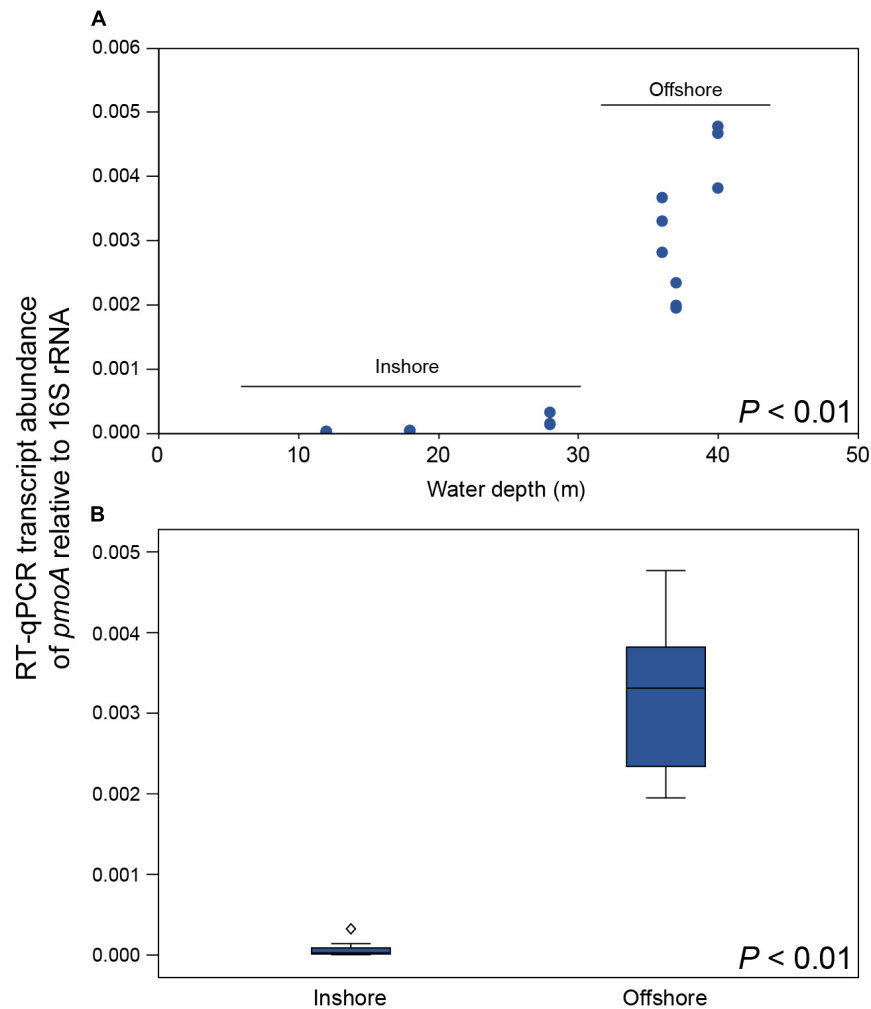 A
0.006
0.005
0.004
0.003
0.002
0.001
0.000
Offshore
Inshore
P < 0.01
0 10 20 30 40 50
Water depth (m)
RT-qPCR transcript abundance
of pmoA relative to 16S rRNA
B
0.005
0.004
0.003
0.002
0.001
0.000
P < 0.01
Inshore Offshore